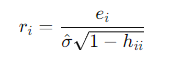 r_i = \frac{e_i}{\hat{\sigma}\sqrt{1 - h_{ii}}}